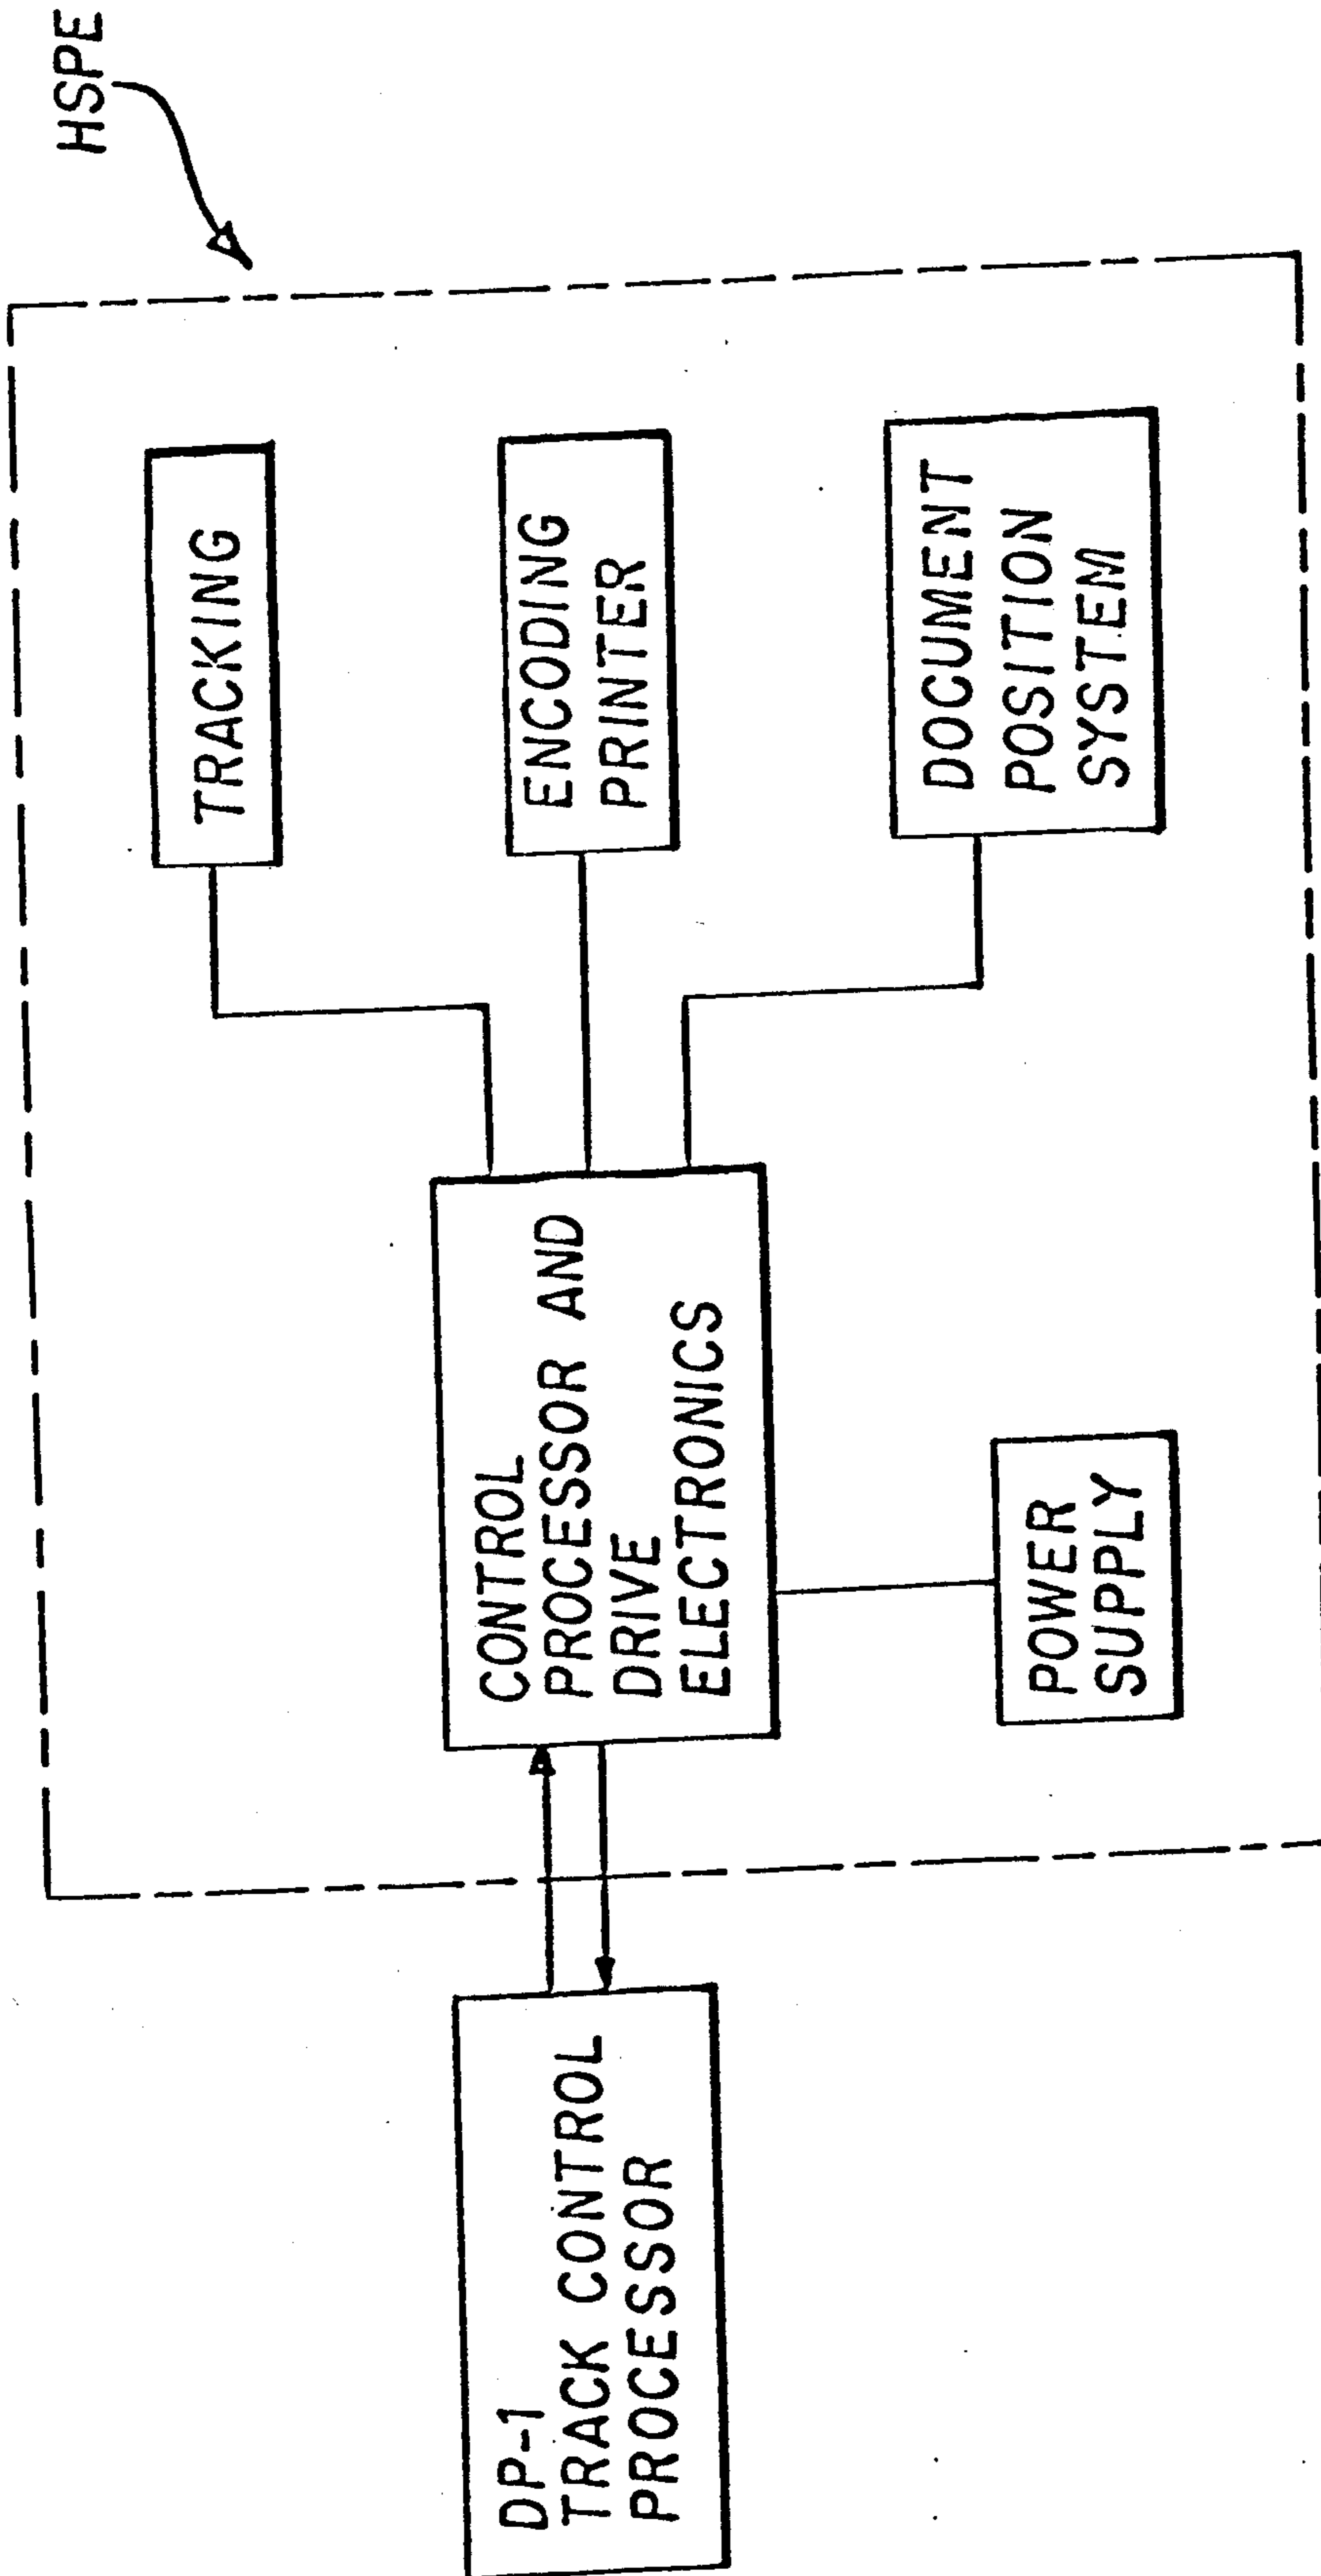 HSPE
TRACKING
ENCODING
PRINTER
DOCUMENT
POSITION
SYSTEM
CONTROL
PROCESSOR AND
DRIVE
ELECTRONICS
POWER
SUPPLY
DP-1
TRACK CONTROL
PROCESSOR